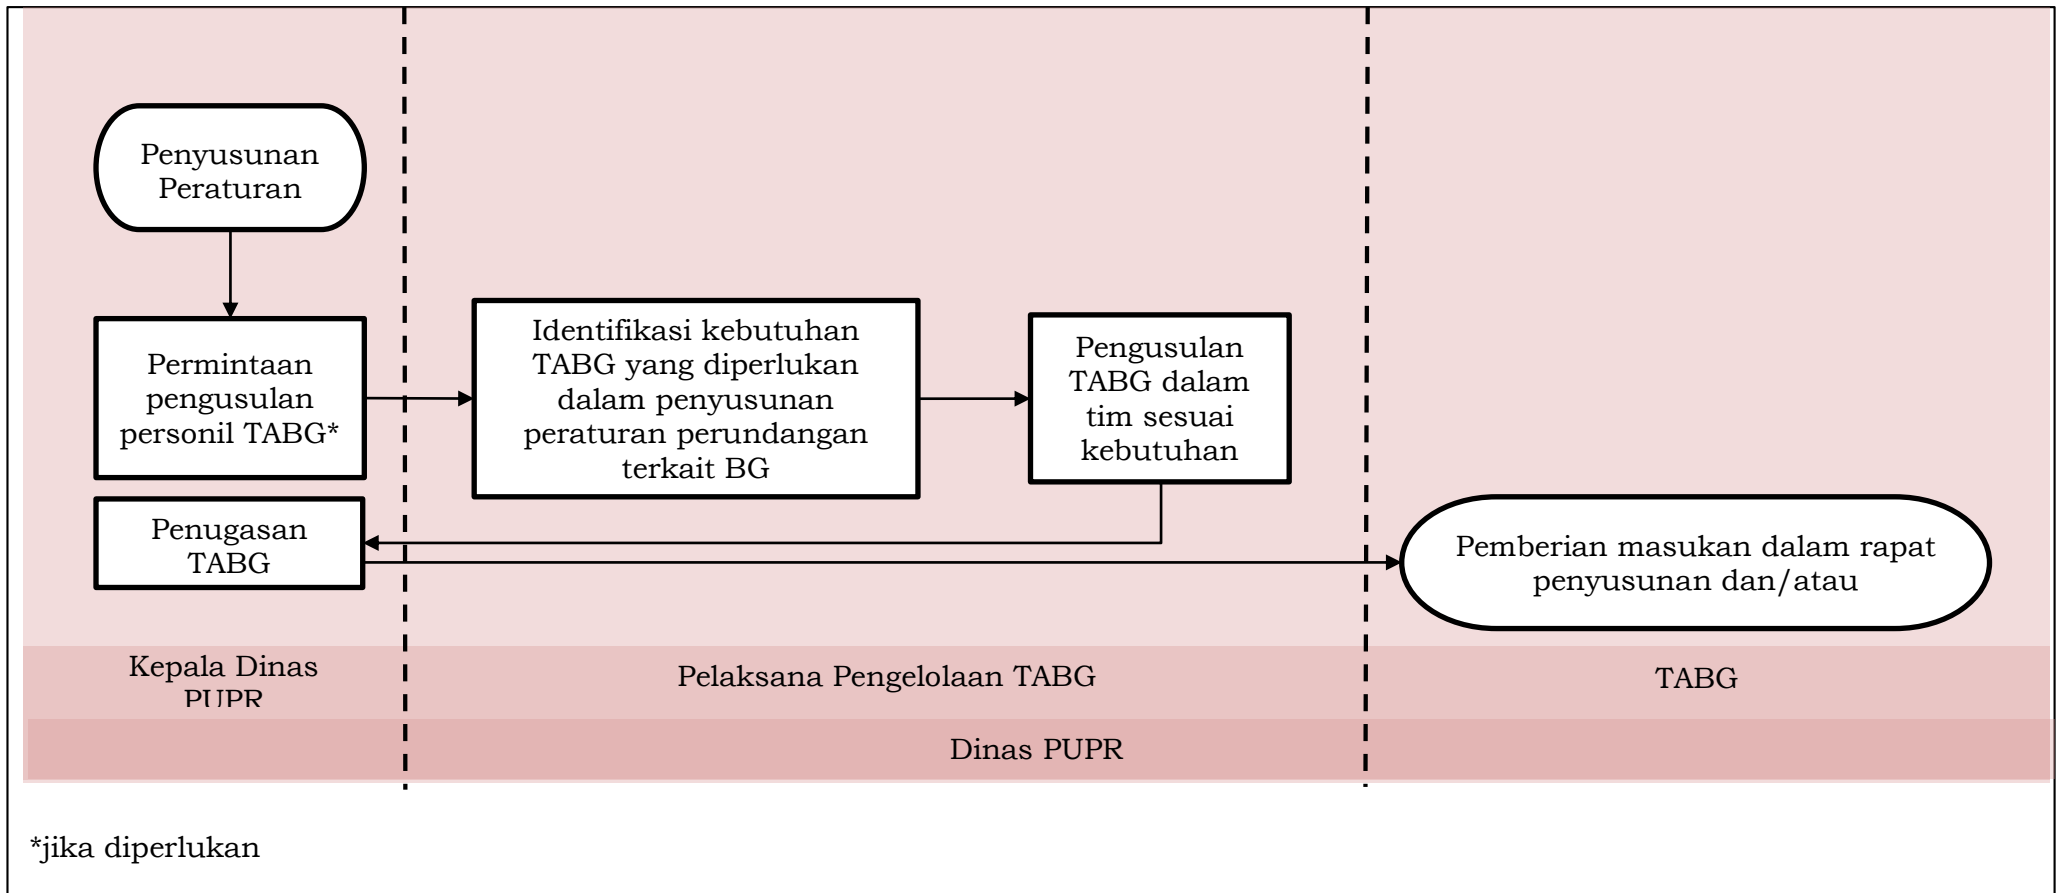 Penyusunan
Peraturan
Permintaan
pengusulan
personil TABG*
Identifikasi kebutuhan
TABG yang diperlukan
dalam penyusunan
peraturan perundangan
terkait BG
Pengusulan
TABG dalam
tim sesuai
kebutuhan
Penugasan
TABG
Pemberian masukan dalam rapat
penyusunan dan/atau
Kepala Dinas
PUPR
Pelaksana Pengelolaan TABG
TABG
Dinas PUPR
*jika diperlukan